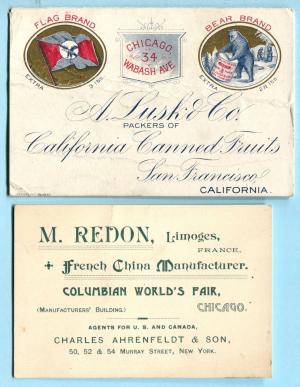 FLAG BRAND
EXTRA
CHICAGO.
34
WABASH AVE.
BEAR BRAND
EXTRA
A. Lusk & Co.
PACKERS OF
California Canned Fruits
San Francisco
CALIFORNIA.
M. REDON, Limoges,
FRANCE,
+ French China Manufacturer.
COLUMBIAN WORLD'S FAIR,
(MANUFACTURERS' BUILDING.) CHICAGO.
AGENTS FOR U. S. AND CANADA,
CHARLES AHRENFELDT & SON,
50, 52 & 54 MURRAY STREET, NEW YORK.